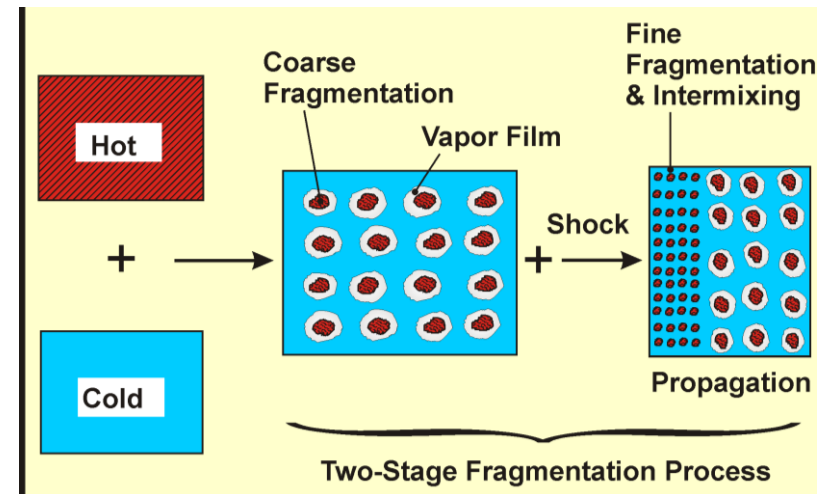 Hot
+
Cold
Coarse
Fragmentation
Vapor Film
+
Shock
Fine
Fragmentation
& Intermixing
Propagation
Two-Stage Fragmentation Process